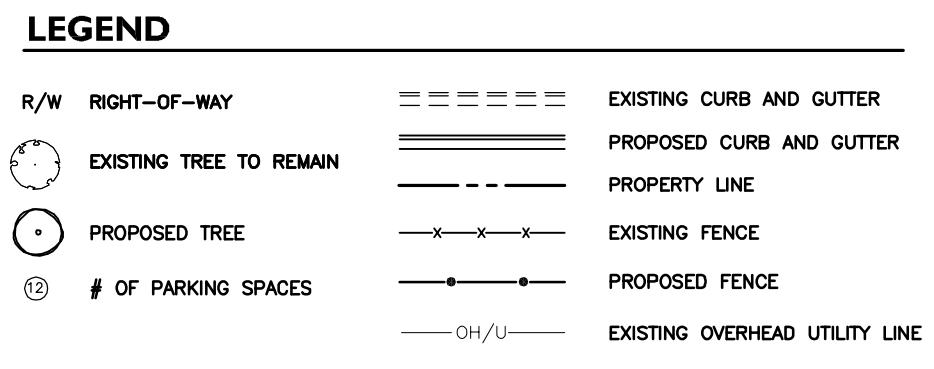 LEGEND
R/W RIGHT-OF-WAY
EXISTING TREE TO REMAIN
PROPOSED TREE
12 # OF PARKING SPACES
EXISTING CURB AND GUTTER
PROPOSED CURB AND GUTTER
PROPERTY LINE
x x x EXISTING FENCE
PROPOSED FENCE
OH/U EXISTING OVERHEAD UTILITY LINE